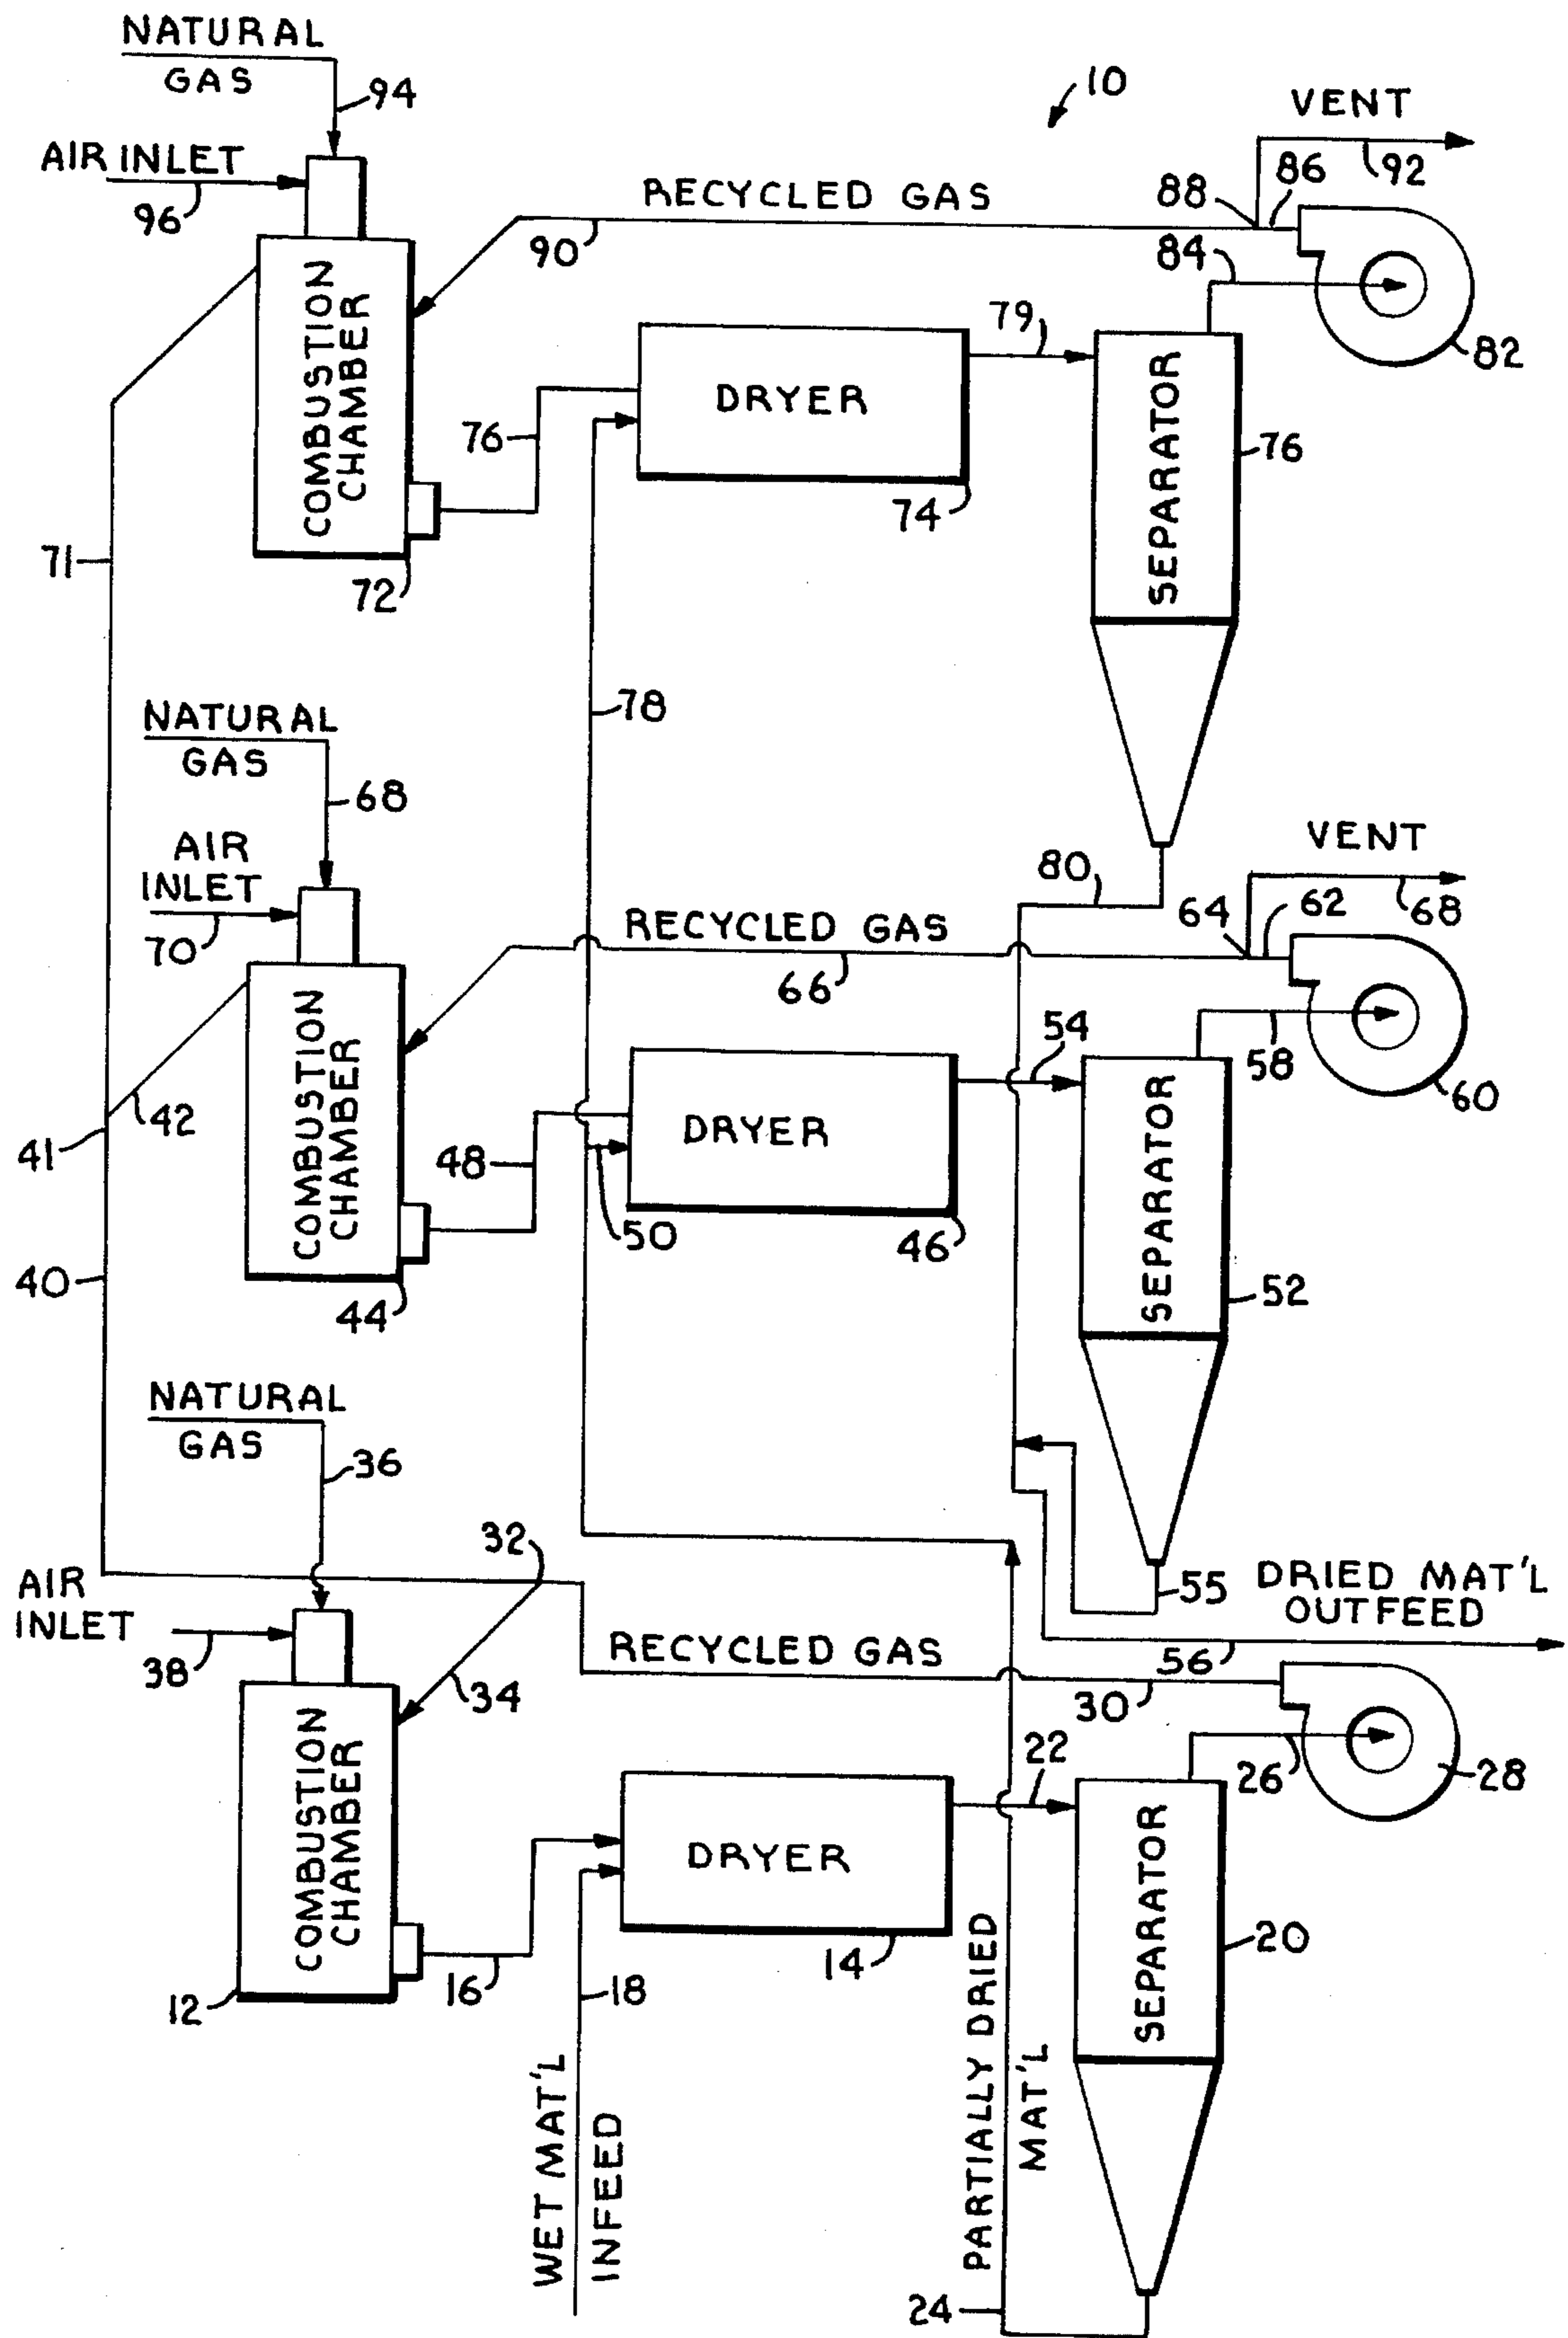 NATURAL
GAS
94
10
VENT
AIR INLET
96
RECYCLED GAS
88
86
92
90
84
79
82
COMBUSTION
CHAMBER
DRYER
SEPARATOR
76
76
74
71
72
78
NATURAL
GAS
68
AIR
INLET
70
VENT
80
64
62
68
RECYCLED GAS
66
54
58
60
COMBUSTION
CHAMBER
DRYER
SEPARATOR
42
41
48
50
46
40
44
52
NATURAL
GAS
36
32
AIR
INLET
38
55
DRIED MAT'L
OUTFEED
RECYCLED GAS
56
34
30
22
26
28
COMBUSTION
CHAMBER
DRYER
SEPARATOR
20
14
12
16
18
WET MAT'L
INFEED
PARTIALLY DRIED
MAT'L
24